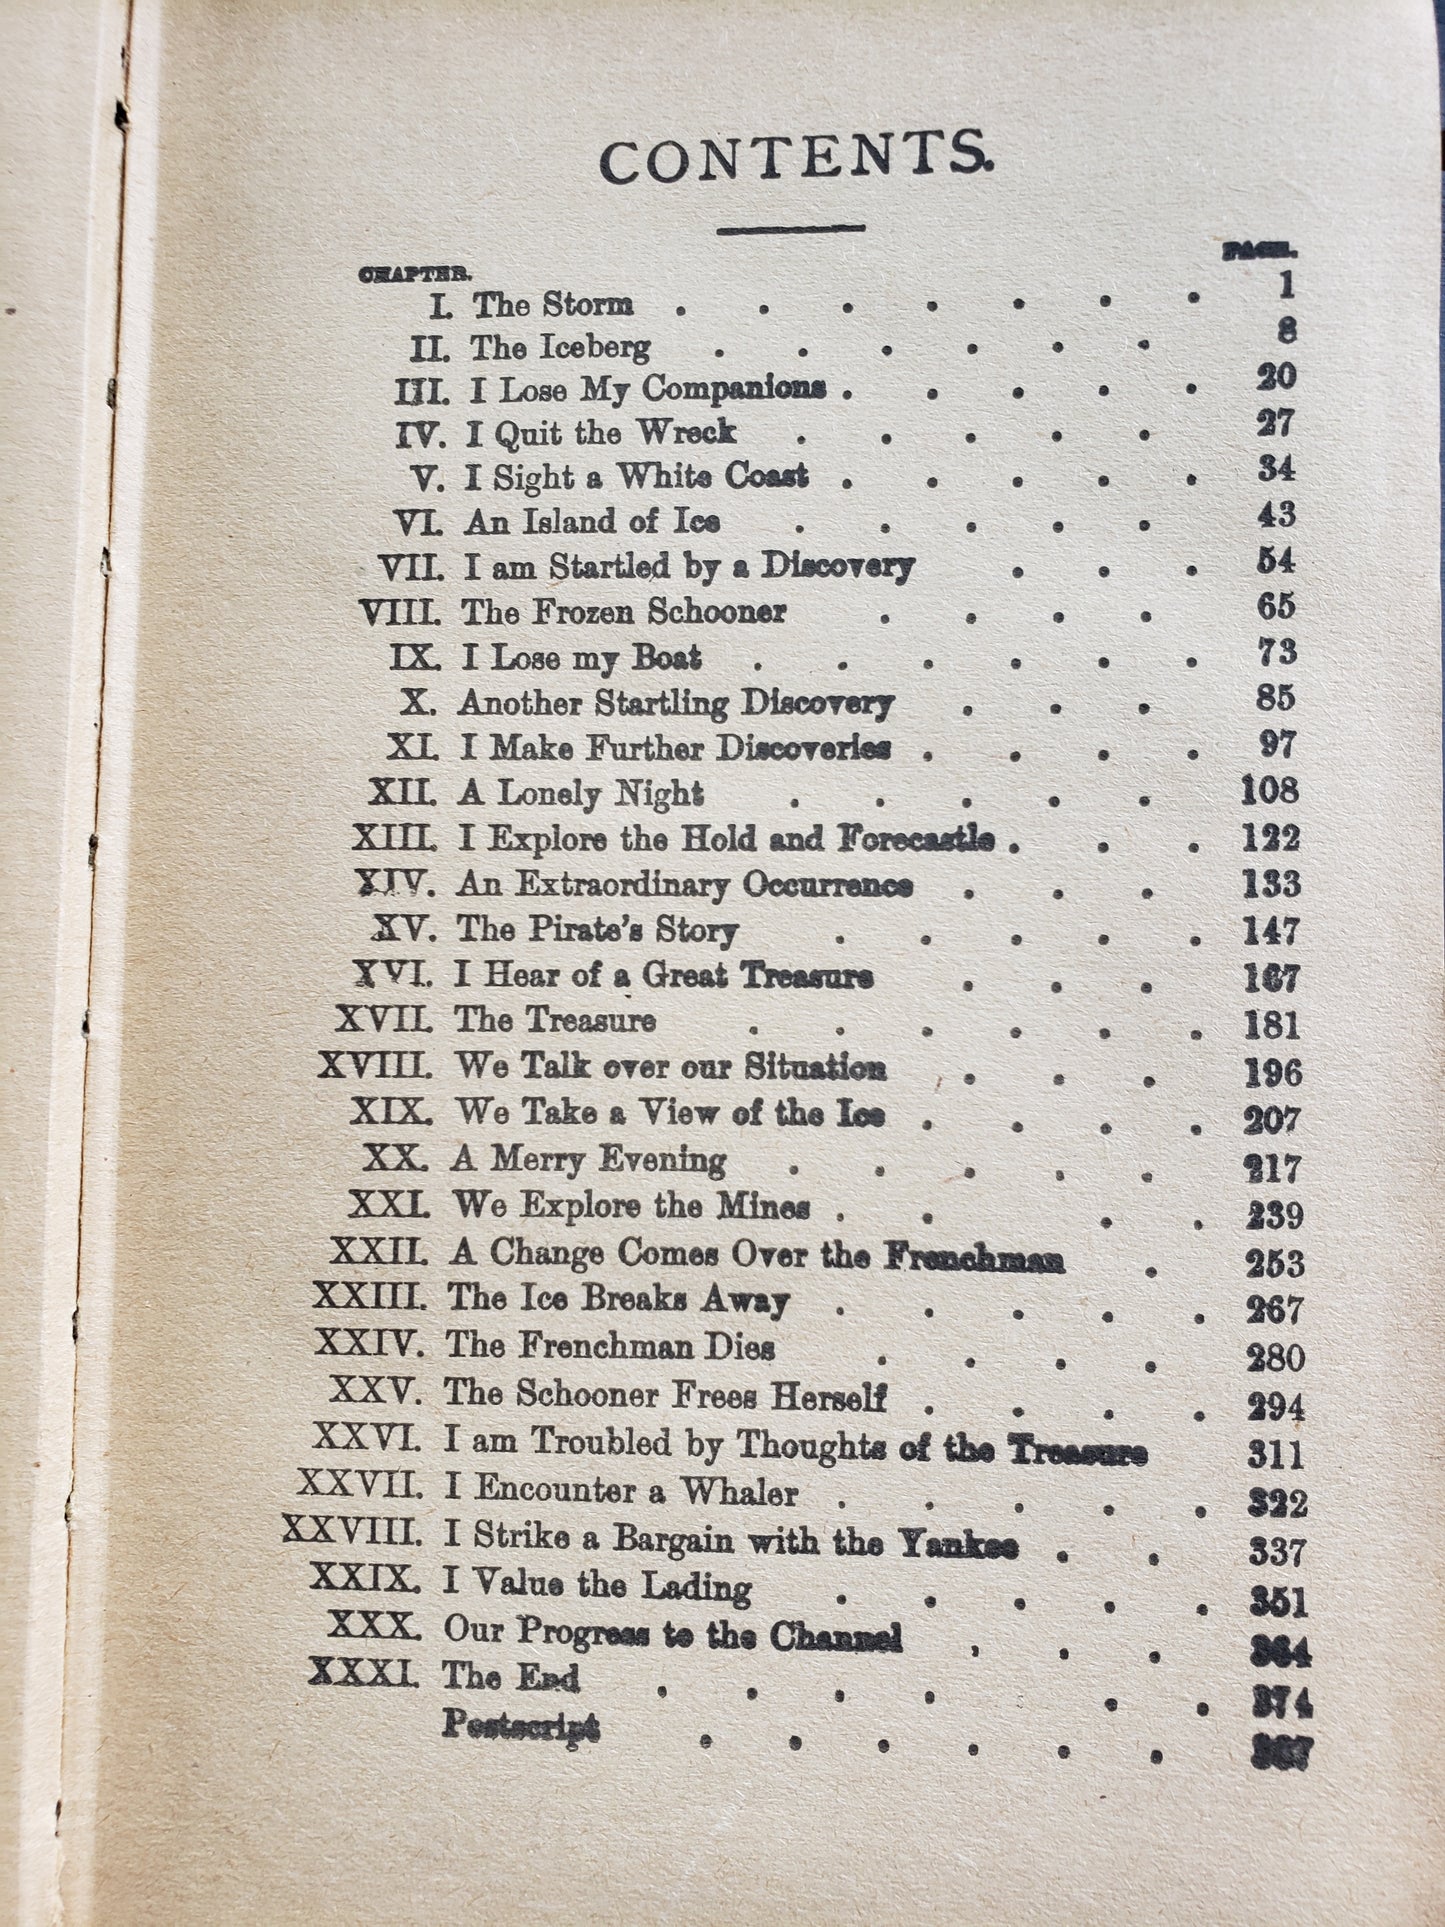 CONTENTS.
CHAPTER. PAGE.
I. The Storm . . . . . . . 1
II. The Iceberg . . . . . . 8
III. I Lose My Companions . . . . . 20
IV. I Quit the Wreck . . . . . 27
V. I Sight a White Coast . . . . . 34
VI. An Island of Ice . . . . . 43
VII. I am Startled by a Discovery . . . 54
VIII. The Frozen Schooner . . . . 65
IX. I Lose my Boat . . . . . . 73
X. Another Startling Discovery . . . 85
XI. I Make Further Discoveries . . . . 97
XII. A Lonely Night . . . . . 108
XIII. I Explore the Hold and Forecastle . . . 122
XIV. An Extraordinary Occurrence . . . 133
XV. The Pirate's Story . . . . . 147
XVI. I Hear of a Great Treasure . . . 167
XVII. The Treasure . . . . . . 181
XVIII. We Talk over our Situation . . . 196
XIX. We Take a View of the Ice . . . . 207
XX. A Merry Evening . . . . . 217
XXI. We Explore the Mines . . . . 239
XXII. A Change Comes Over the Frenchman . 253
XXIII. The Ice Breaks Away . . . . . 267
XXIV. The Frenchman Dies . . . . 280
XXV. The Schooner Frees Herself . . . . 294
XXVI. I am Troubled by Thoughts of the Treasure 311
XXVII. I Encounter a Whaler . . . . . 322
XXVIII. I Strike a Bargain with the Yankee . . 337
XXIX. I Value the Lading . . . . . 351
XXX. Our Progress to the Channel . . . 364
XXXI. The End . . . . . . 374
Postscript . . . . . .